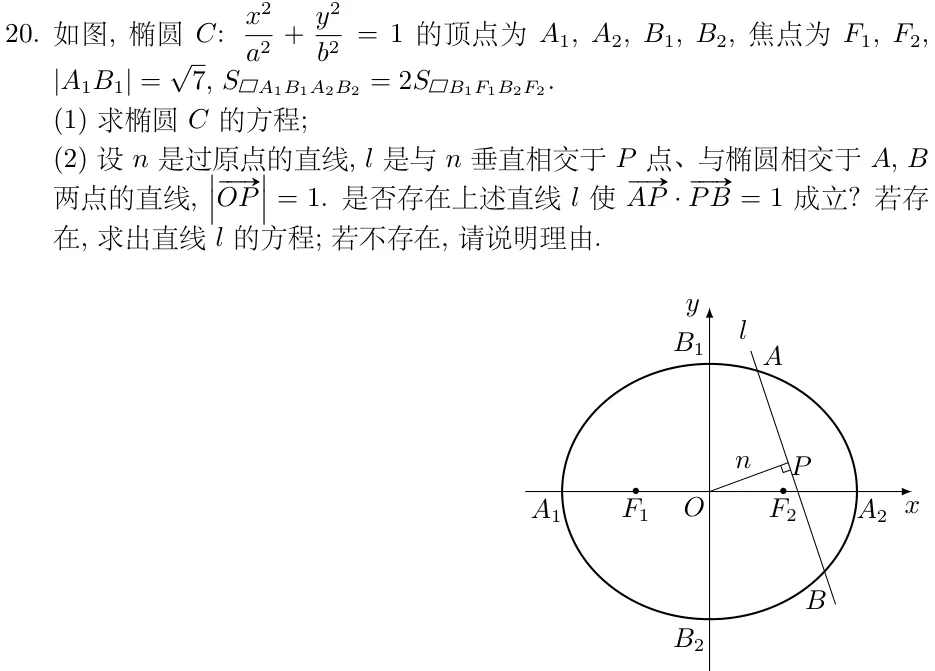 20. 如图, 椭圆 C: x²/a² + y²/b² = 1 的顶点为 A₁, A₂, B₁, B₂, 焦点为 F₁, F₂,
|A₁B₁| = √7, S▱A₁B₁A₂B₂ = 2S▱B₁F₁B₂F₂.
(1) 求椭圆 C 的方程;
(2) 设 n 是过原点的直线, l 是与 n 垂直相交于 P 点、与椭圆相交于 A, B
两点的直线, |OP→| = 1. 是否存在上述直线 l 使 AP→ · PB→ = 1 成立? 若存
在, 求出直线 l 的方程; 若不存在, 请说明理由.
y
l
B₁
A
n
P
A₁
F₁
O
F₂
A₂
x
B
B₂